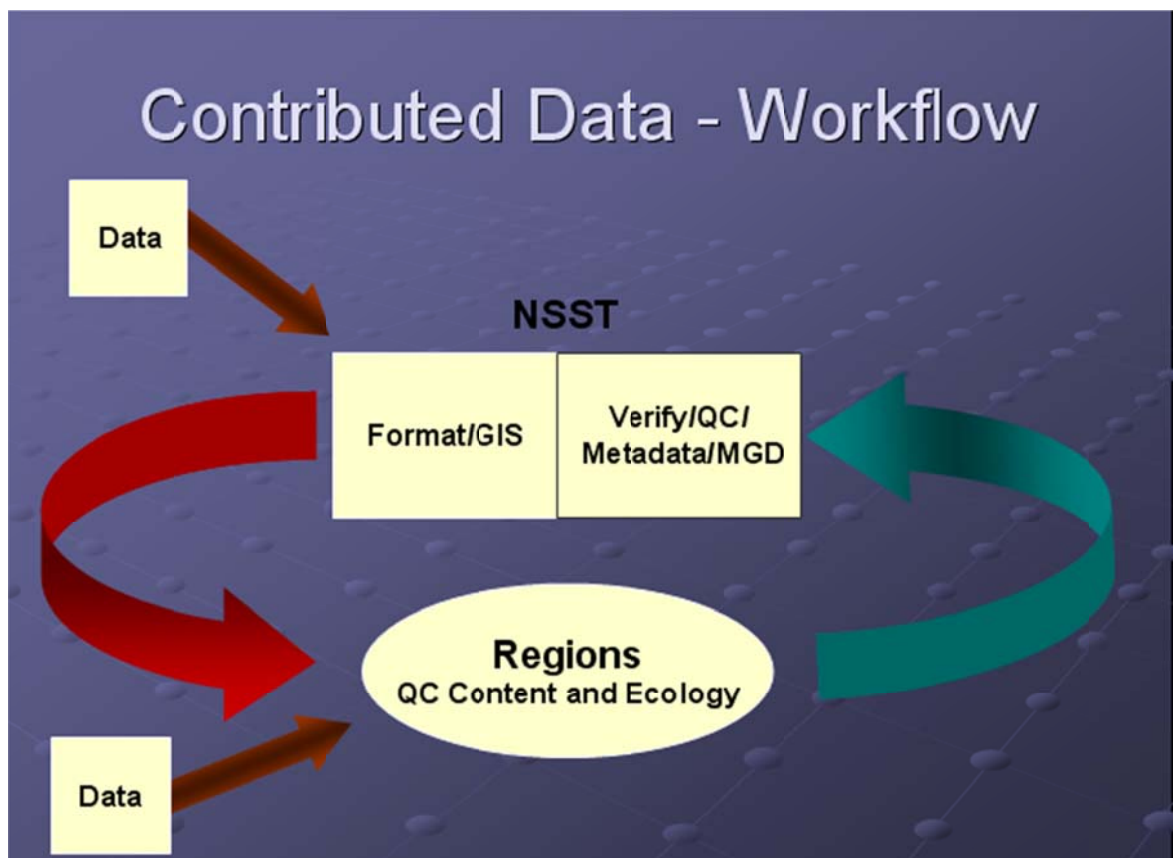 Contributed Data - Workflow
Data
NSST
Format/GIS
Verify/QC/
Metadata/MGD
Regions
QC Content and Ecology
Data